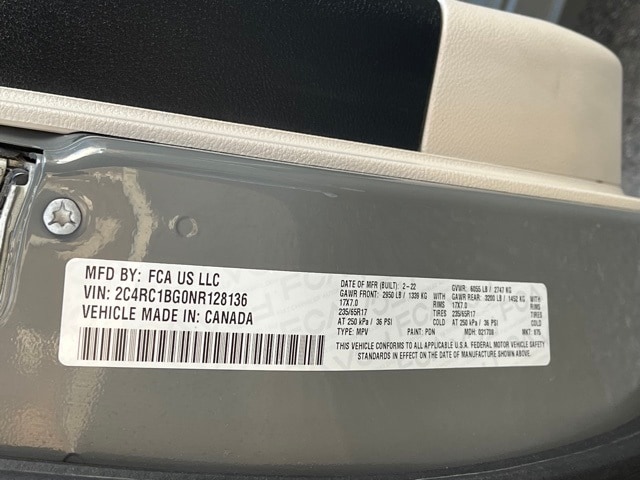 MFD BY: FCA US LLC
VIN: 2C4RC1BG0NR128136
VEHICLE MADE IN: CANADA
DATE OF MFR (BUILT): 2-22 GVWR: 6055 LB / 2747 KG
GAWR FRONT: 2950 LB / 1339 KG WITH GAWR REAR: 3200 LB / 1452 KG WITH
17X7.0 RIMS 17X7.0 RIMS
235/65R17 TIRES 235/65R17 TIRES
AT 250 kPa / 36 PSI COLD AT 250 kPa / 36 PSI COLD
TYPE: MPV PAINT: PDN MDH: 021708
THIS VEHICLE CONFORMS TO ALL APPLICABLE U.S.A. FEDERAL MOTOR VEHICLE SAFETY
STANDARDS IN EFFECT ON THE DATE OF MANUFACTURE SHOWN ABOVE.